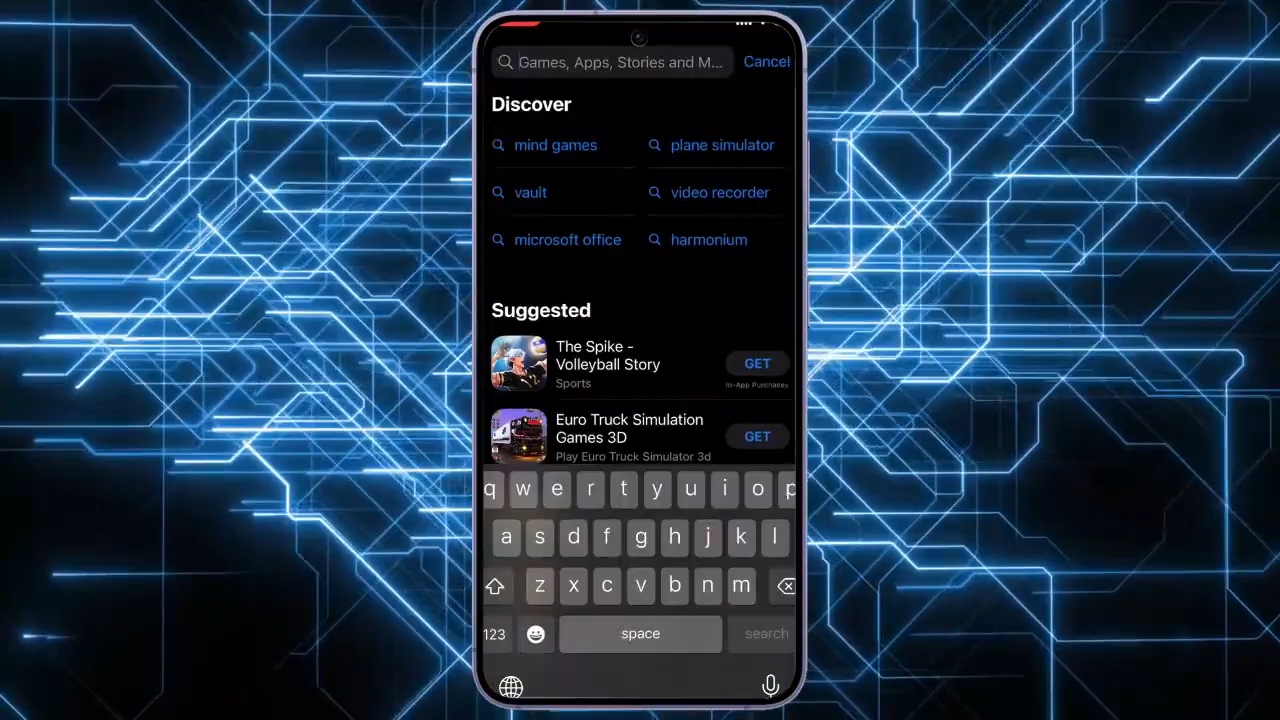 Games, Apps, Stories and M... Cancel
Discover
mind games plane simulator
vault video recorder
microsoft office harmonium
Suggested
The Spike -
Volleyball Story
GET
Sports
In-App Purchases
Euro Truck Simulation
Games 3D
GET
Play Euro Truck Simulator 3d
q w e r t y u i o p
a s d f g h j k l
z x c v b n m
123 space search